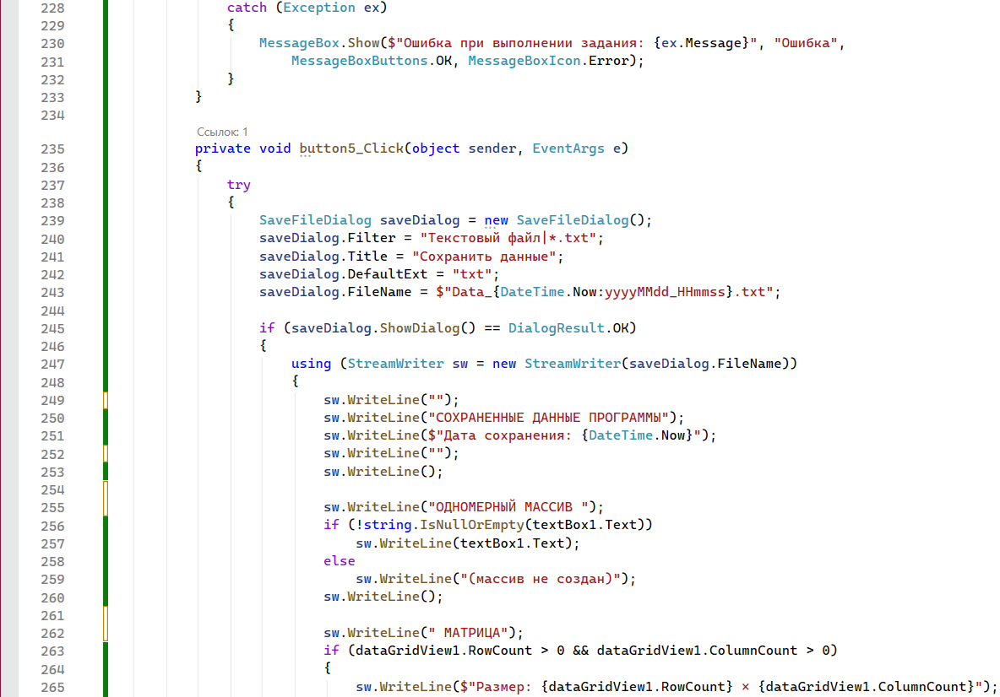 228 catch (Exception ex)
229 {
230 MessageBox.Show($"Ошибка при выполнении задания: {ex.Message}", "Ошибка",
231 MessageBoxButtons.OK, MessageBoxIcon.Error);
232 }
233 }
234
Ссылок: 1
235 private void button5_Click(object sender, EventArgs e)
236 {
237 try
238 {
239 SaveFileDialog saveDialog = new SaveFileDialog();
240 saveDialog.Filter = "Текстовый файл|*.txt";
241 saveDialog.Title = "Сохранить данные";
242 saveDialog.DefaultExt = "txt";
243 saveDialog.FileName = $"Data_{DateTime.Now:yyyyMMdd_HHmmss}.txt";
244
245 if (saveDialog.ShowDialog() == DialogResult.OK)
246 {
247 using (StreamWriter sw = new StreamWriter(saveDialog.FileName))
248 {
249 sw.WriteLine("");
250 sw.WriteLine("СОХРАНЕННЫЕ ДАННЫЕ ПРОГРАММЫ");
251 sw.WriteLine($"Дата сохранения: {DateTime.Now}");
252 sw.WriteLine("");
253 sw.WriteLine();
254
255 sw.WriteLine("ОДНОМЕРНЫЙ МАССИВ ");
256 if (!string.IsNullOrEmpty(textBox1.Text))
257 sw.WriteLine(textBox1.Text);
258 else
259 sw.WriteLine("(массив не создан)");
260 sw.WriteLine();
261
262 sw.WriteLine(" МАТРИЦА");
263 if (dataGridView1.RowCount > 0 && dataGridView1.ColumnCount > 0)
264 {
265 sw.WriteLine($"Размер: {dataGridView1.RowCount} × {dataGridView1.ColumnCount}");